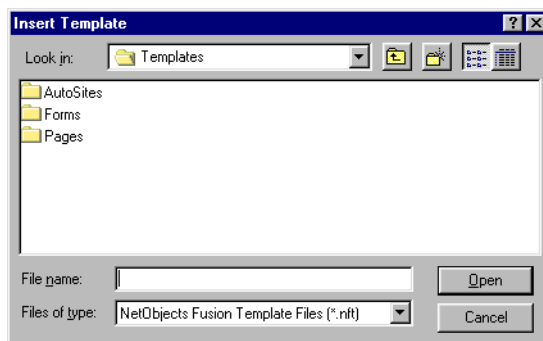 Insert Template
Look in: Templates
AutoSites
Forms
Pages
File name: Open
Files of type: NetObjects Fusion Template Files (*.nft) Cancel